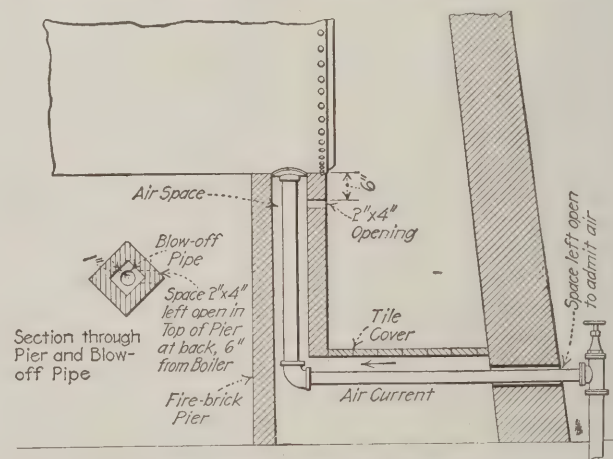 6"
Air Space
2"x4"
Opening
Blow-off
Pipe
1"
Space 2"x4"
left open in
Top of Pier
at back, 6"
from Boiler
Section through
Pier and Blow-
off Pipe
Fire-brick
Pier
Tile
Cover
Air Current
Space left open
to admit air